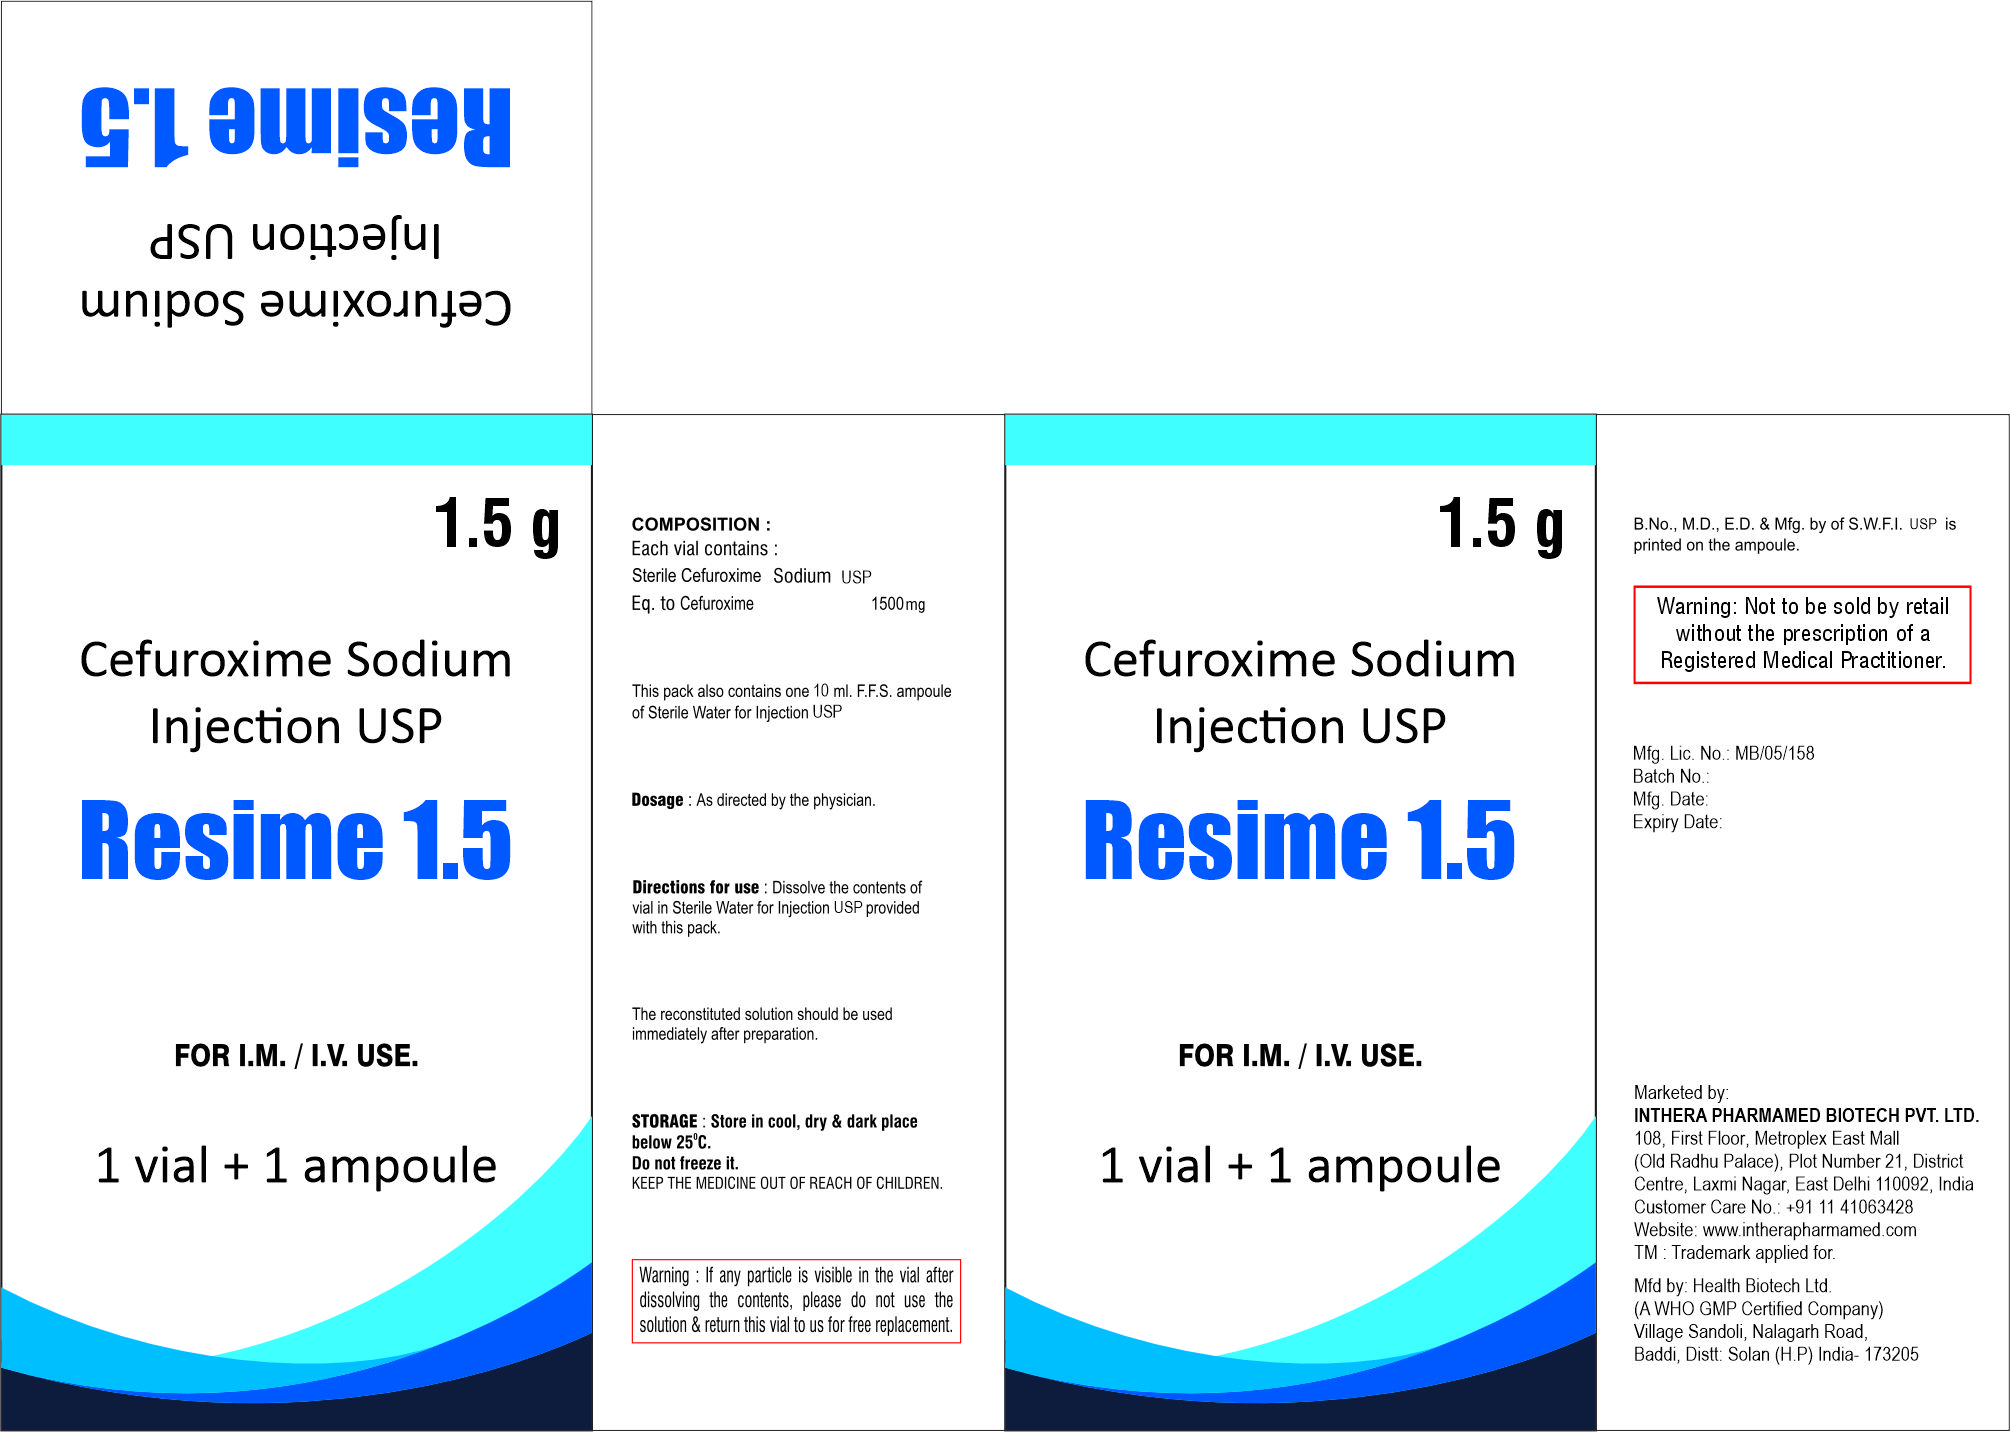 Resime 1.5
Injection USP
Cefuroxime Sodium
1.5 g
Cefuroxime Sodium
Injection USP
Resime 1.5
FOR I.M. / I.V. USE.
1 vial + 1 ampoule
COMPOSITION :
Each vial contains :
Sterile Cefuroxime Sodium USP
Eq. to Cefuroxime 1500mg
This pack also contains one 10 ml. F.F.S. ampoule
of Sterile Water for Injection USP
Dosage : As directed by the physician.
Directions for use : Dissolve the contents of
vial in Sterile Water for Injection USP provided
with this pack.
The reconstituted solution should be used
immediately after preparation.
STORAGE : Store in cool, dry & dark place
below 25⁰C.
Do not freeze it.
KEEP THE MEDICINE OUT OF REACH OF CHILDREN.
Warning : If any particle is visible in the vial after
dissolving the contents, please do not use the
solution & return this vial to us for free replacement.
1.5 g
Cefuroxime Sodium
Injection USP
Resime 1.5
FOR I.M. / I.V. USE.
1 vial + 1 ampoule
B.No., M.D., E.D. & Mfg. by of S.W.F.I. USP is
printed on the ampoule.
Warning: Not to be sold by retail
without the prescription of a
Registered Medical Practitioner.
Mfg. Lic. No.: MB/05/158
Batch No.:
Mfg. Date:
Expiry Date:
Marketed by:
INTHERA PHARMAMED BIOTECH PVT. LTD.
108, First Floor, Metroplex East Mall
(Old Radhu Palace), Plot Number 21, District
Centre, Laxmi Nagar, East Delhi 110092, India
Customer Care No.: +91 11 41063428
Website: www.intherapharmamed.com
TM : Trademark applied for.
Mfd by: Health Biotech Ltd.
(A WHO GMP Certified Company)
Village Sandoli, Nalagarh Road,
Baddi, Distt: Solan (H.P) India- 173205